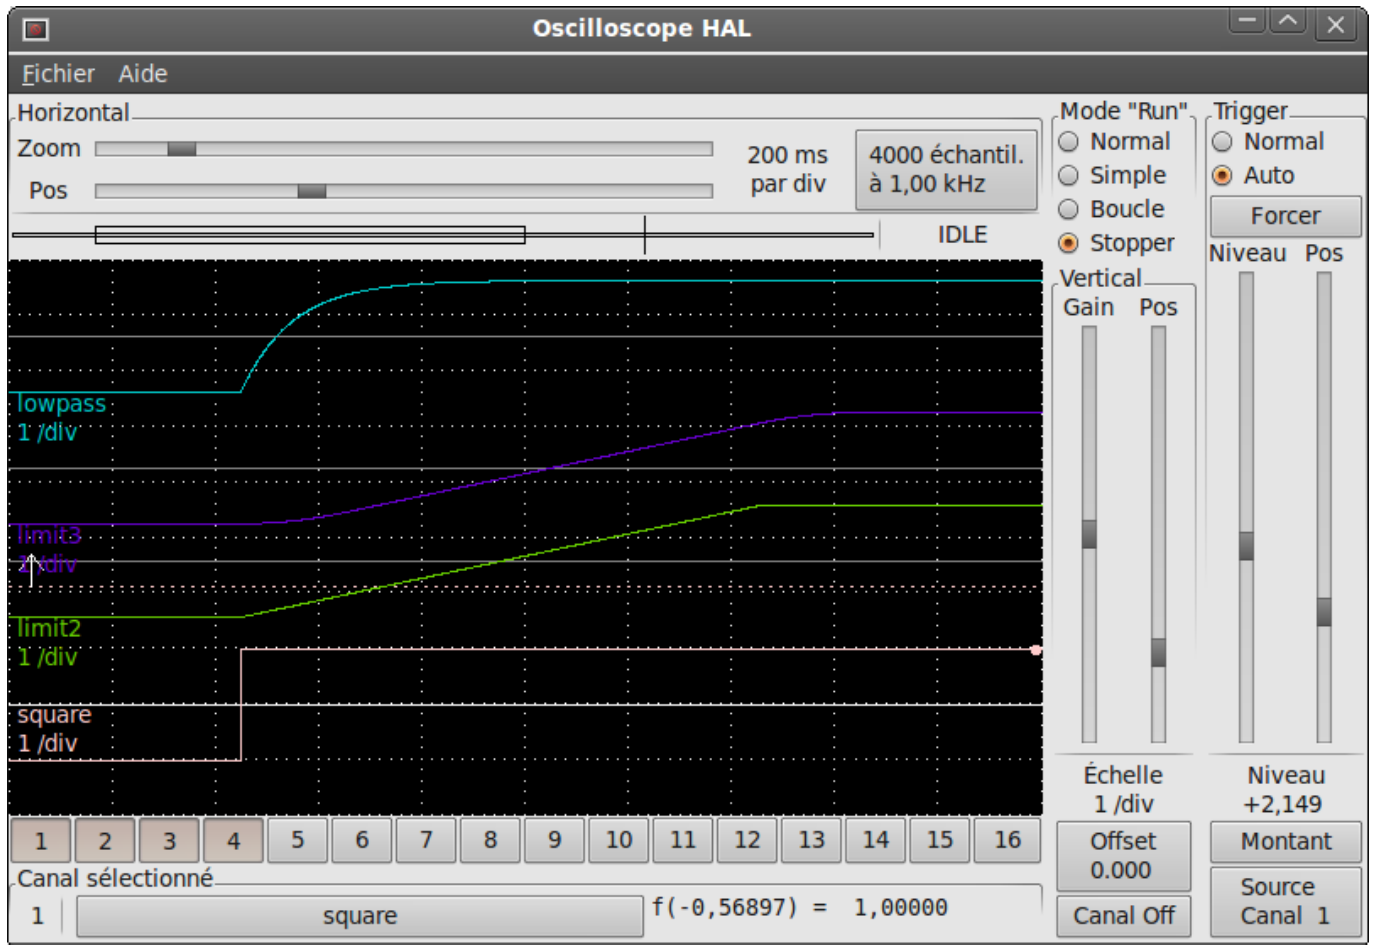 Oscilloscope HAL
Fichier Aide
Horizontal
Zoom
Pos
200 ms
par div
4000 échantil.
à 1,00 kHz
IDLE
Mode "Run"
Normal
Simple
Boucle
Stopper
Trigger
Normal
Auto
Forcer
Niveau Pos
Vertical
Gain Pos
lowpass
1 /div
limit3
1 /div
limit2
1 /div
square
1 /div
Échelle
1 /div
Offset
0.000
Canal Off
Niveau
+2,149
Montant
Source
Canal 1
1 2 3 4 5 6 7 8 9 10 11 12 13 14 15 16
Canal sélectionné
1 square f(-0,56897) = 1,00000